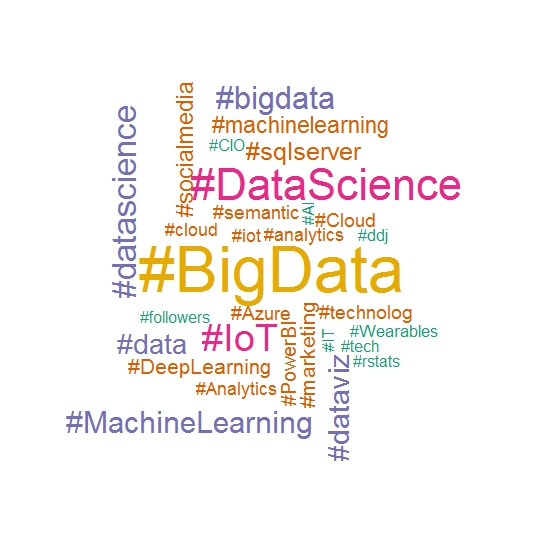 #bigdata
#socialmedia
#datascience
#machinelearning
#CIO
#sqlserver
#DataScience
#semantic
#AI
#Cloud
#cloud
#iot
#analytics
#ddj
#BigData
#followers
#Azure
#technolog
#IoT
#PowerBI
#marketing
#IT
#Wearables
#data
#tech
#rstats
#DeepLearning
#Analytics
#MachineLearning
#dataviz